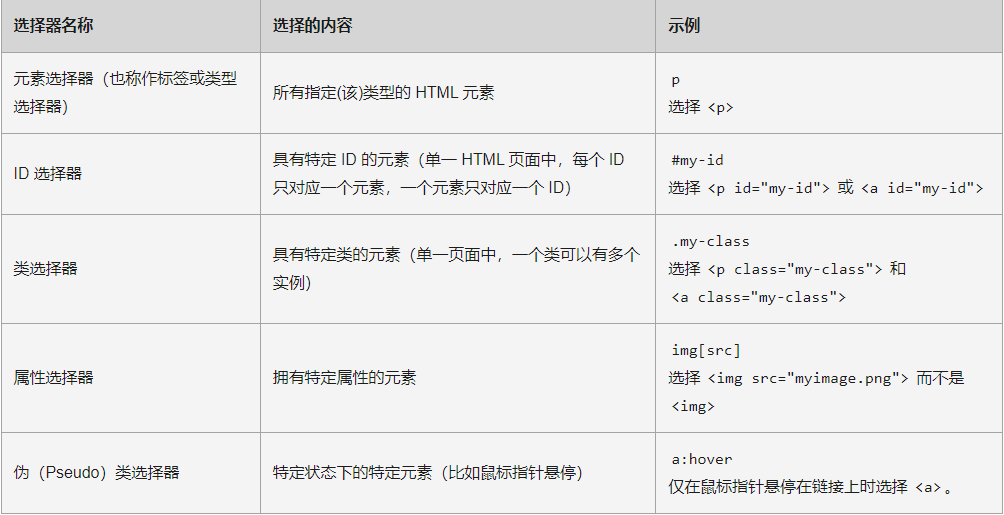 选择器名称 选择的内容 示例
元素选择器（也称作标签或类型
选择器）
所有指定(该)类型的 HTML 元素
p
选择 <p>
ID 选择器
具有特定 ID 的元素（单一 HTML 页面中，每个 ID
只对应一个元素，一个元素只对应一个 ID）
#my-id
选择 <p id="my-id"> 或 <a id="my-id">
类选择器
具有特定类的元素（单一页面中，一个类可以有多个
实例）
.my-class
选择 <p class="my-class"> 和
<a class="my-class">
属性选择器
拥有特定属性的元素
img[src]
选择 <img src="myimage.png"> 而不是
<img>
伪（Pseudo）类选择器
特定状态下的特定元素（比如鼠标指针悬停）
a:hover
仅在鼠标指针悬停在链接上时选择 <a>。